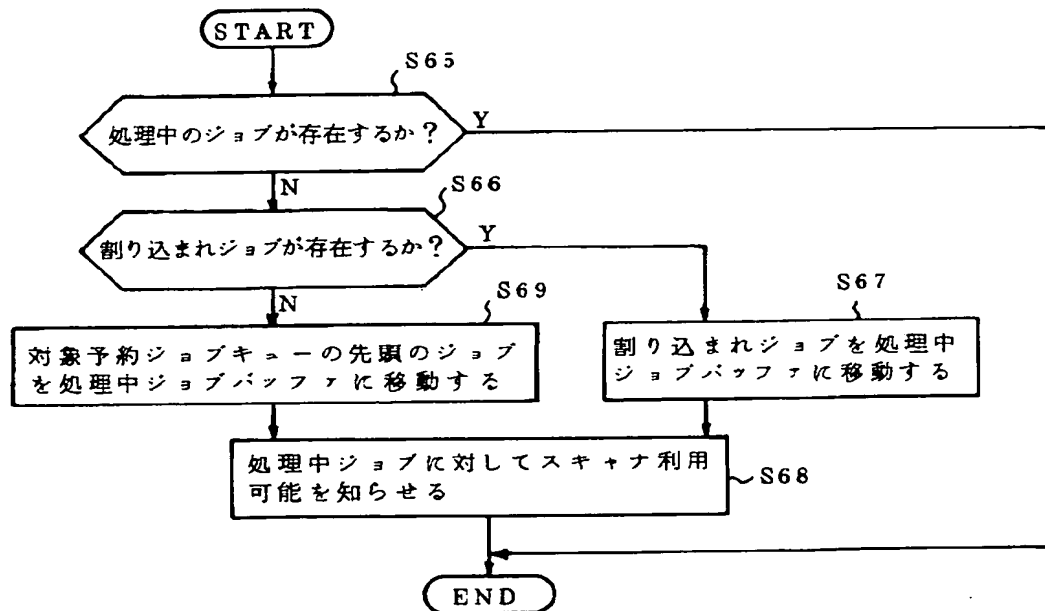 START
S65
処理中のジョブが存在するか?
Y
N
S66
割り込まれジョブが存在するか?
Y
N
S69
対象予約ジョブキューの先頭のジョブ
を処理中ジョブバッファに移動する
S67
割り込まれジョブを処理中
ジョブバッファに移動する
処理中ジョブに対してスキャナ利用
可能を知らせる
S68
END